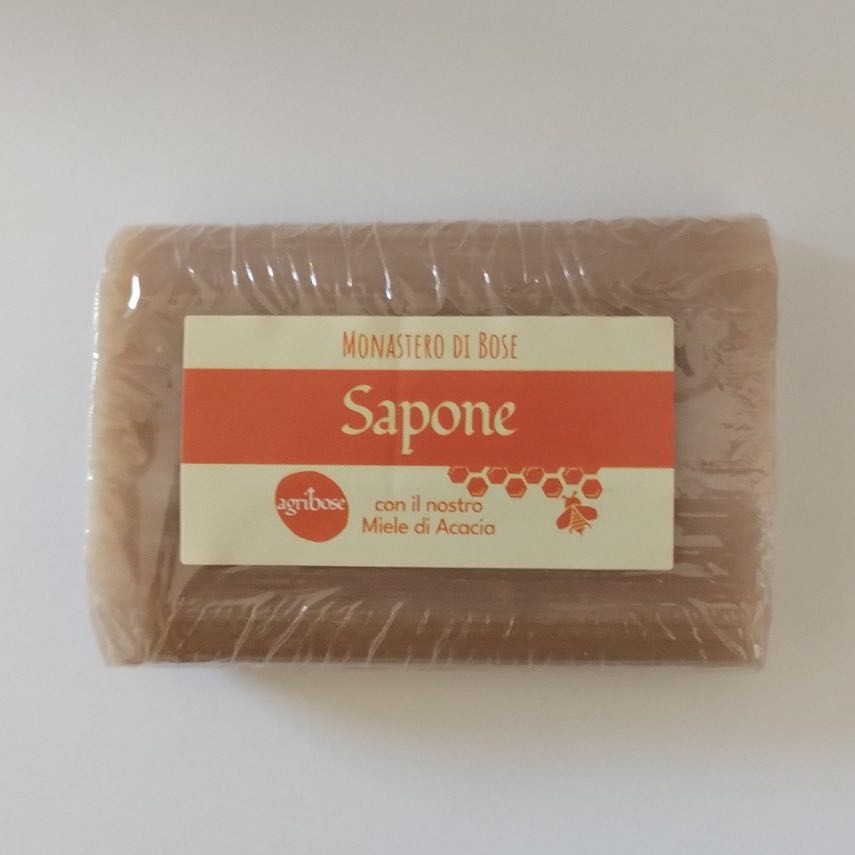 Monastero di Bose
Sapone
agribose
con il nostro
Miele di Acacia